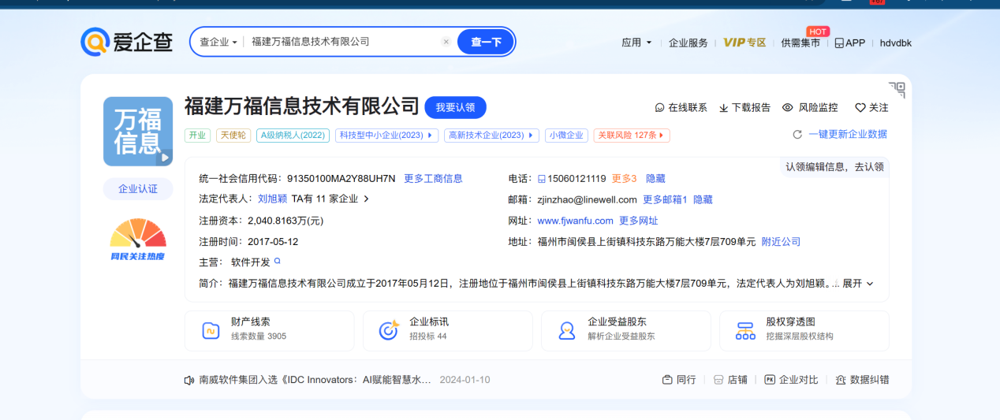 +67
爱企查 查企业 福建万福信息技术有限公司 × 查一下 应用 企业服务 VIP专区 供需集市 HOT APP hdvdbk
万福信息
福建万福信息技术有限公司 我要认领 在线联系 下载报告 风险监控 关注
开业 天使轮 A级纳税人(2022) 科技型中小企业(2023) 高新技术企业(2023) 小微企业 关联风险 127条 一键更新企业数据
认领编辑信息，去认领
企业认证
网民关注热度
统一社会信用代码：91350100MA2Y88UH7N 更多工商信息 电话：15060121119 更多3 隐藏
法定代表人：刘旭颖 TA有 11 家企业 邮箱：zjinzhao@linewell.com 更多邮箱1 隐藏
注册资本：2,040.8163万(元) 网址：www.fjwanfu.com 更多网址
注册时间：2017-05-12 地址：福州市闽侯县上街镇科技东路万能大楼7层709单元 附近公司
主营：软件开发
简介：福建万福信息技术有限公司成立于2017年05月12日，注册地位于福州市闽侯县上街镇科技东路万能大楼7层709单元，法定代表人为刘旭颖。... 展开
财产线索 企业标讯 企业受益股东 股权穿透图
线索数量 3905 招投标 44 解析企业受益股东 挖掘深层股权结构
南威软件集团入选《IDC Innovators：AI赋能智慧水... 2024-01-10 同行 店铺 PK 企业对比 数据纠错